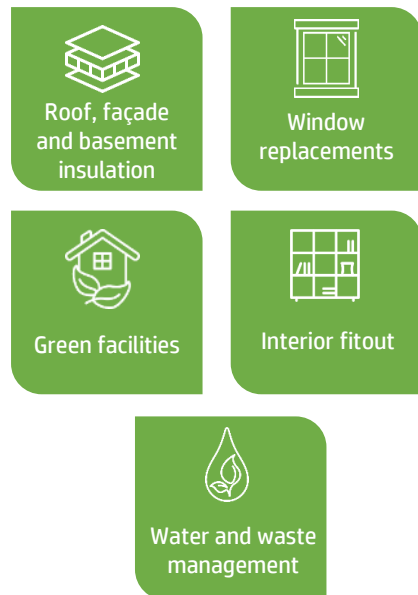 Roof, façade
and basement
insulation
Window
replacements
Green facilities
Interior fitout
Water and waste
management